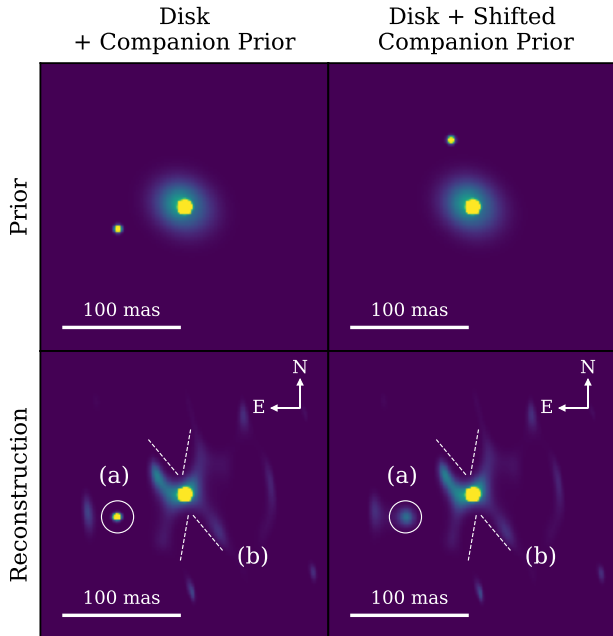 Disk
+ Companion Prior
Disk + Shifted
Companion Prior
Prior
100 mas
100 mas
Reconstruction
N
E
(a)
(b)
100 mas
N
E
(a)
(b)
100 mas